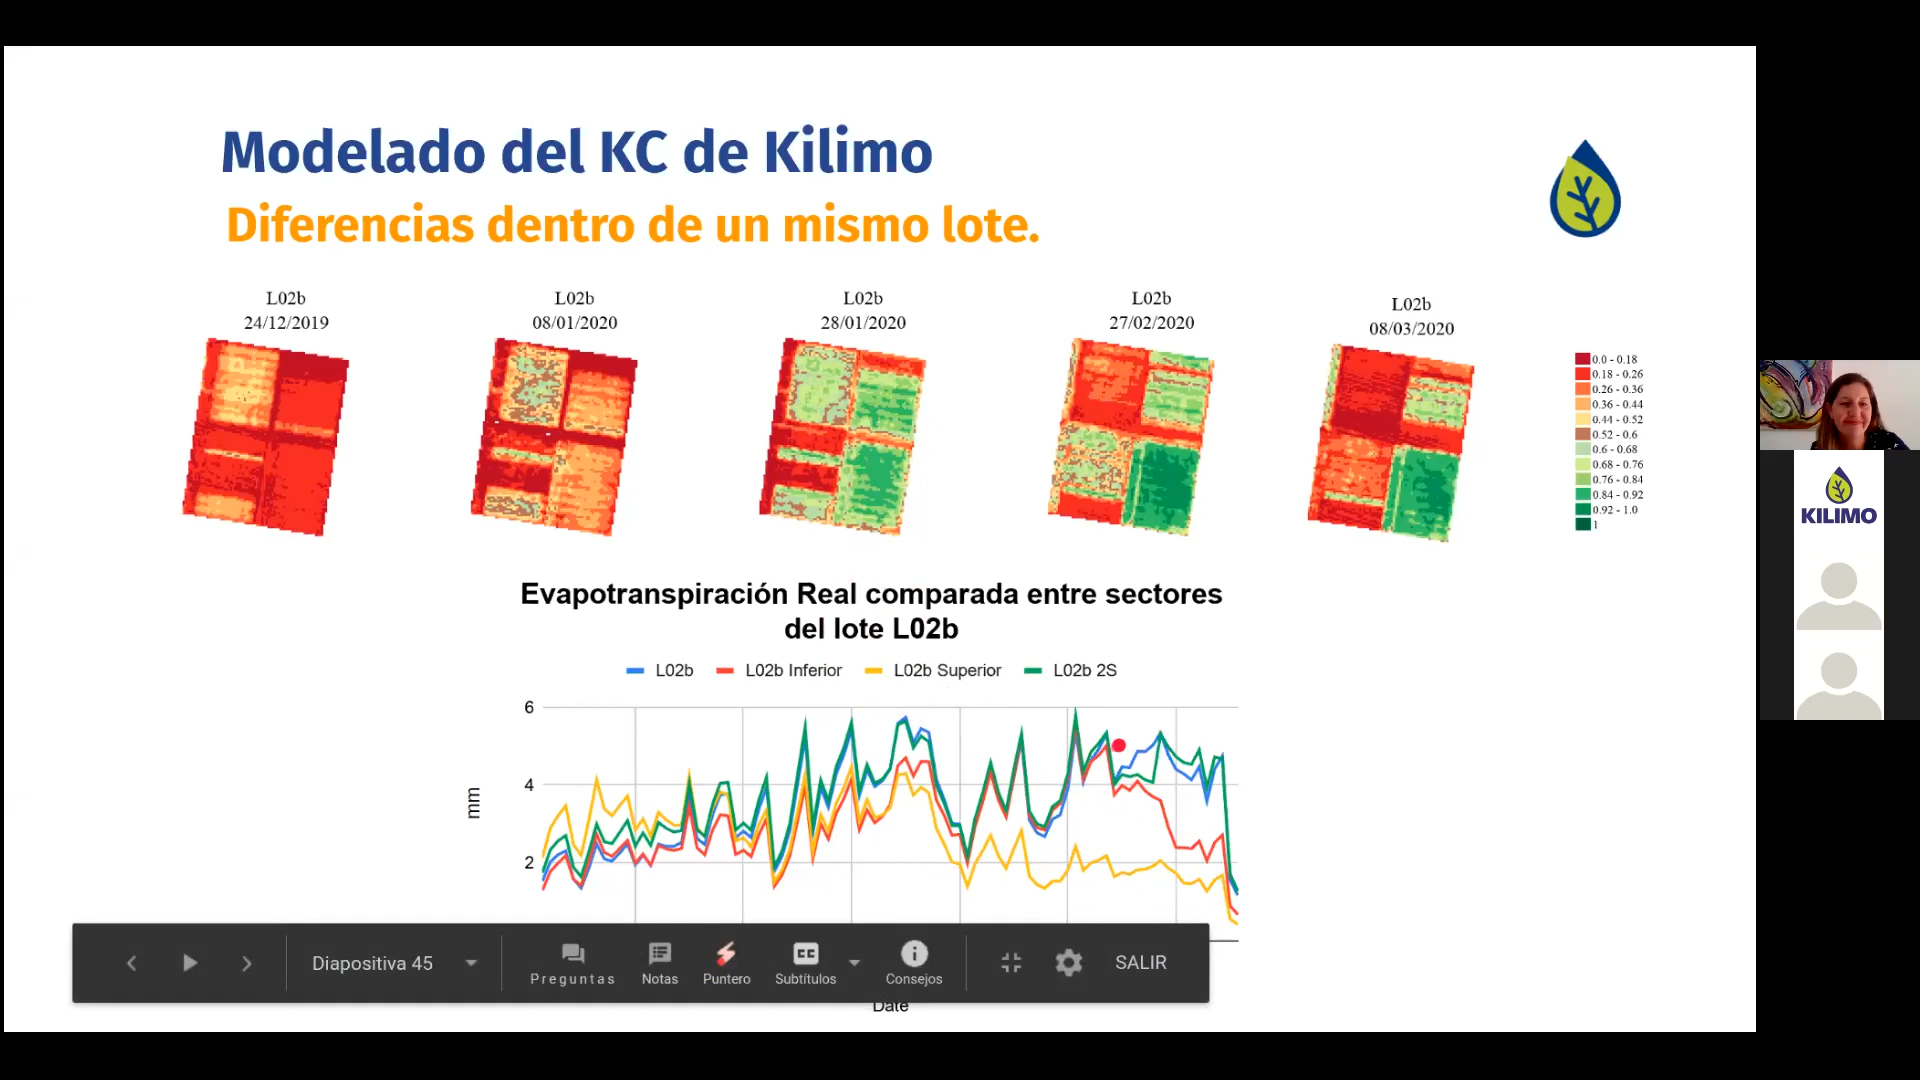 Modelado del KC de Kilimo
Diferencias dentro de un mismo lote.
L02b
24/12/2019
L02b
08/01/2020
L02b
28/01/2020
L02b
27/02/2020
L02b
08/03/2020
0.0 - 0.18
0.18 - 0.26
0.26 - 0.36
0.36 - 0.44
0.44 - 0.52
0.52 - 0.6
0.6 - 0.68
0.68 - 0.76
0.76 - 0.84
0.84 - 0.92
0.92 - 1.0
1
KILIMO
Evapotranspiración Real comparada entre sectores
del lote L02b
L02b L02b Inferior L02b Superior L02b 2S
6
4
2
mm
Diapositiva 45
Preguntas
Notas
Puntero
CC
Subtítulos
Consejos
SALIR
Date